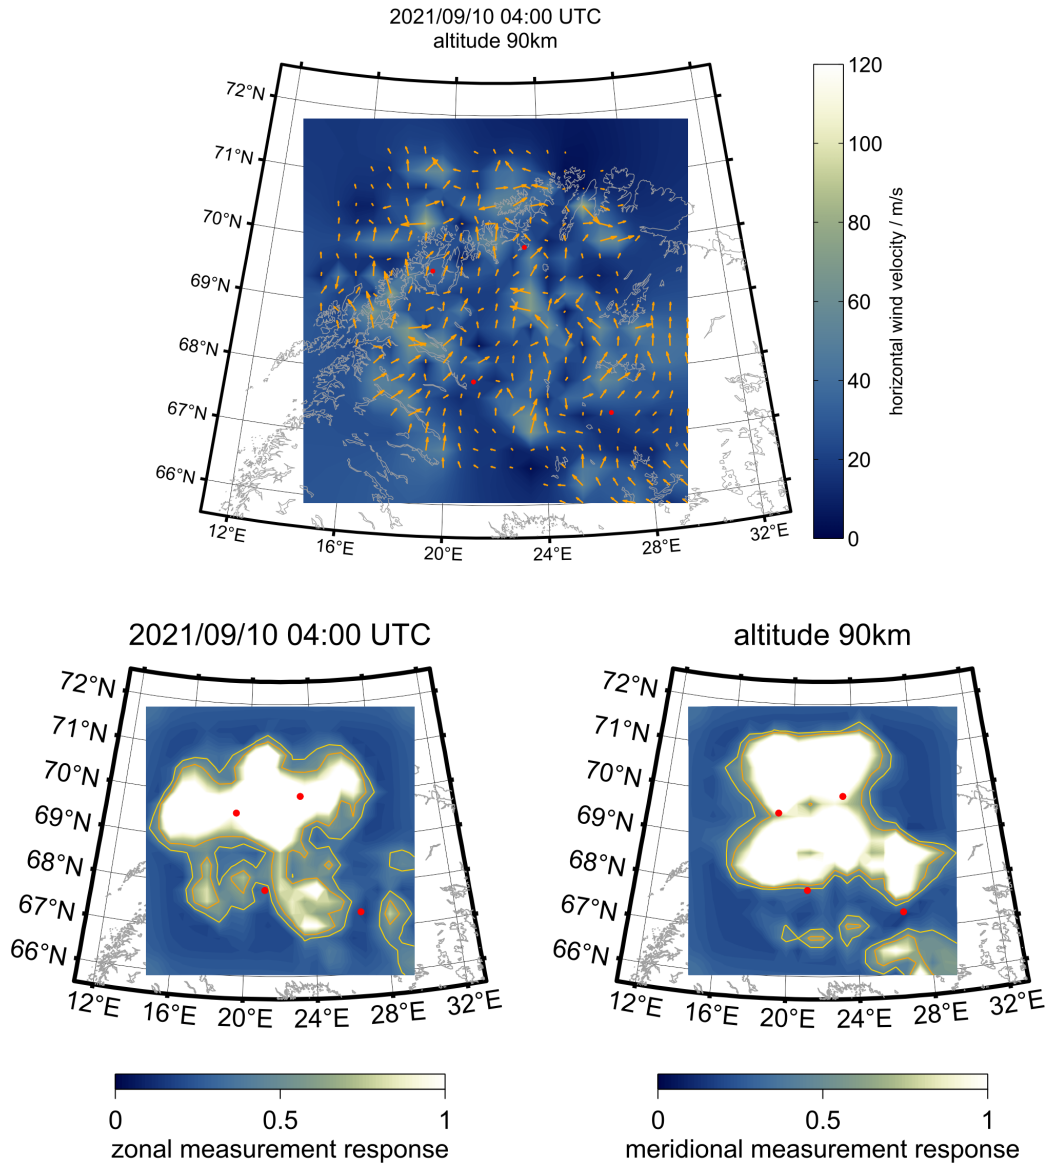 2021/09/10 04:00 UTC
altitude 90km
72°N
71°N
70°N
69°N
68°N
67°N
66°N
12°E
16°E
20°E
24°E
28°E
32°E
120
100
80
60
40
20
0
horizontal wind velocity / m/s
2021/09/10 04:00 UTC
72°N
71°N
70°N
69°N
68°N
67°N
66°N
12°E
16°E
20°E
24°E
28°E
32°E
0
0.5
1
zonal measurement response
altitude 90km
72°N
71°N
70°N
69°N
68°N
67°N
66°N
12°E
16°E
20°E
24°E
28°E
32°E
0
0.5
1
meridional measurement response